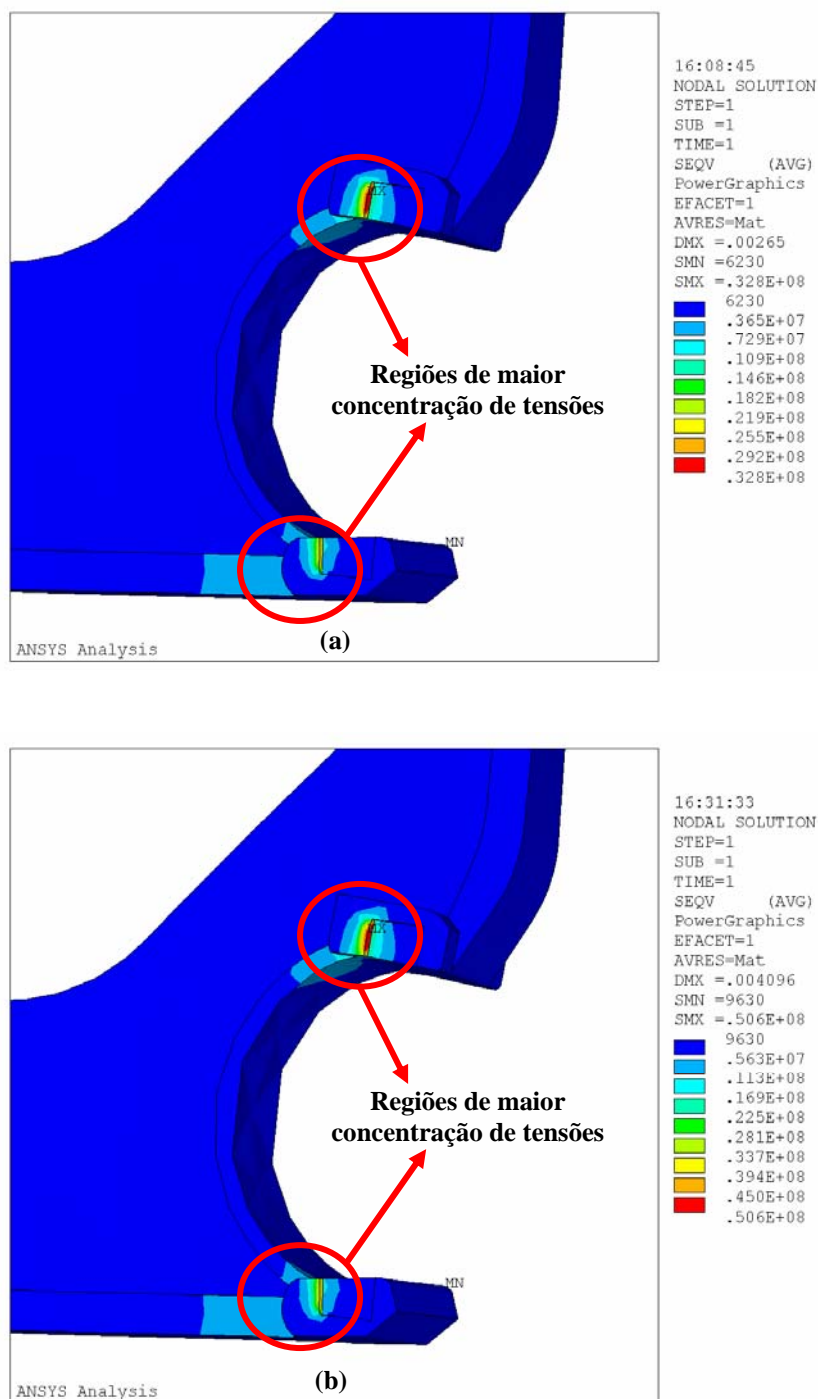 16:08:45
NODAL SOLUTION
STEP=1
SUB =1
TIME=1
SEQV (AVG)
PowerGraphics
EFACET=1
AVRES=Mat
DMX =.00265
SMN =6230
SMX =.328E+08
6230
.365E+07
.729E+07
.109E+08
.146E+08
.182E+08
.219E+08
.255E+08
.292E+08
.328E+08
MX
Regiões de maior
concentração de tensões
MN
(a)
ANSYS Analysis
16:31:33
NODAL SOLUTION
STEP=1
SUB =1
TIME=1
SEQV (AVG)
PowerGraphics
EFACET=1
AVRES=Mat
DMX =.004096
SMN =9630
SMX =.506E+08
9630
.563E+07
.113E+08
.169E+08
.225E+08
.281E+08
.337E+08
.394E+08
.450E+08
.506E+08
MX
Regiões de maior
concentração de tensões
MN
(b)
ANSYS Analysis